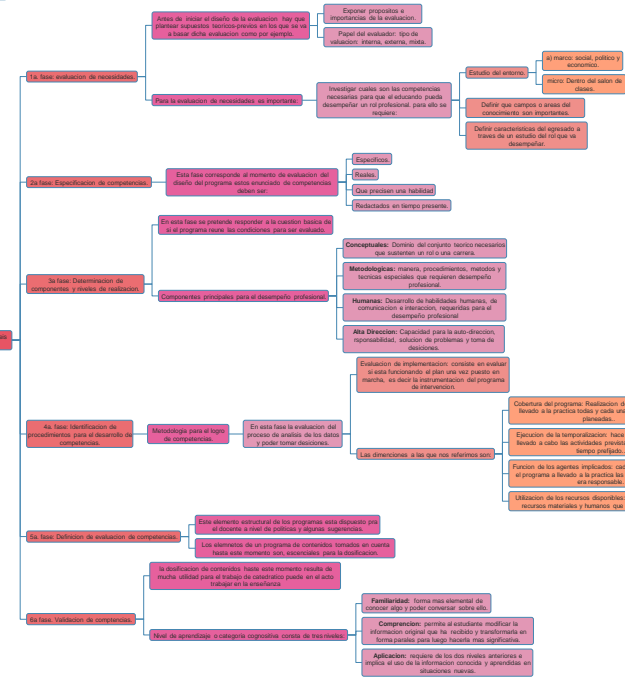 Antes de iniciar el diseño de la evaluacion hay que
plantear supuestos teoricos-previos en los que se va
a basar dicha evaluacion como por ejemplo.
Exponer propositos e
importancias de la evaluacion.
Papel del evaluador: tipo de
valuacion: interna, externa, mixta.
1a. fase: evaluacion de necesidades.
Para la evaluacion de necesidades es importante:
Investigar cuales son las competencias
necesarias para que el educando pueda
desempeñar un rol profesional. para ello se
requiere:
Estudio del entorno.
a) marco: social, politico y
economico.
micro: Dentro del salon de
clases.
Definir que campos o areas del
conocimiento son importantes.
Definir caracteristicas del egresado a
traves de un estudio del rol que va
desempeñar.
2a fase: Especificacion de competencias.
Esta fase corresponde al momento de evaluacion del
diseño del programa estos enunciado de competencias
deben ser:
Especificos.
Reales.
Que precisen una habilidad
Redactados en tiempo presente.
3a fase: Determinacion de
componentes y niveles de realizacion.
En esta fase se pretende responder a la cuestion basica de
si el programa reune las condiciones para ser evaluado.
Componentes principales para el desempeño profesional.
Conceptuales: Dominio del conjunto teorico necesarios
que sustenten un rol o una carrera.
Metodologicas: manera, procedimientos, metodos y
tecnicas especiales que requieren desempeño
profesional.
Humanas: Desarrollo de habilidades humanas, de
comunicacion e interaccion, requeridas para el
desempeño profesional
Alta Direccion: Capacidad para la auto-direccion,
rsponsabilidad, solucion de problemas y toma de
desiciones.
4a. fase: Identificacion de
procedimientos para el desarrollo de
competencias.
Metodologia para el logro
de competencias.
En esta fase la evaluacion del
proceso de analisis de los datos
y poder tomar desiciones.
Evaluacion de implementacion: consiste en evaluar
si esta funcionando el plan una vez puesto en
marcha, es decir la instrumentacion del programa
de intervencion
Las dimenciones a las que nos referimos son:
Cobertura del programa: Realizacion de
llevado a la practica todas y cada una
planeadas..
Ejecucion de la temporalizacion: hace
llevado a cabo las actividades previst
tiempo prefijado..
Funcion de los agentes implicados: cad
el programa a llevado a la practica las
era responsable.
Utilizacion de los recursos disponibles:
recursos materiales y humanos que
5a. fase: Definicion de evaluacion de competencias.
Este elemento estructural de los programas esta dispuesto pra
el docente a nivel de politicas y algunas sugerencias.
Los elemnetos de un programa de contenidos tomados en cuenta
hasta este momento son, escenciales para la dosificacion.
6a fase. Validacion de comptencias.
la dosificacion de contenidos haste este momento resulta de
mucha utilidad para el trabajo de catedratico puede en el acto
trabajar en la enseñanza
Nivel de aprendizaje o categoria cognositiva consta de tres niveles:
Familiaridad: forma mas elemental de
conocer algo y poder conversar sobre ello.
Comprencion: permite al estudiante modificar la
informacion original que ha recibido y transformarla en
forma parales para luego hacerla mas significativa.
Aplicacion: requiere de los dos niveles anteriores e
implica el uso de la informacion conocida y aprendidas en
situaciones nuevas.